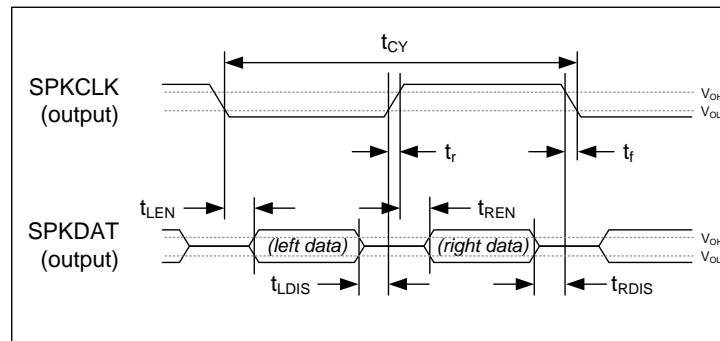 tCY
SPKCLK
(output)
VOH
VOL
tr
tf
tLEN
tREN
SPKDAT
(output)
(left data)
(right data)
VOH
VOL
tLDIS
tRDIS